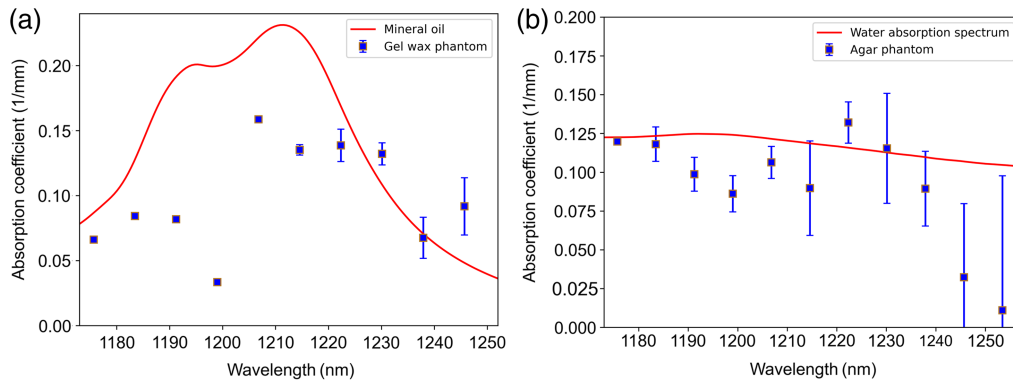 (a)
Absorption coefficient (1/mm)
0.20
0.15
0.10
0.05
0.00
Mineral oil
Gel wax phantom
1180 1190 1200 1210 1220 1230 1240 1250
Wavelength (nm)
(b)
Absorption coefficient (1/mm)
0.200
0.175
0.150
0.125
0.100
0.075
0.050
0.025
0.000
Water absorption spectrum
Agar phantom
1180 1190 1200 1210 1220 1230 1240 1250
Wavelength (nm)